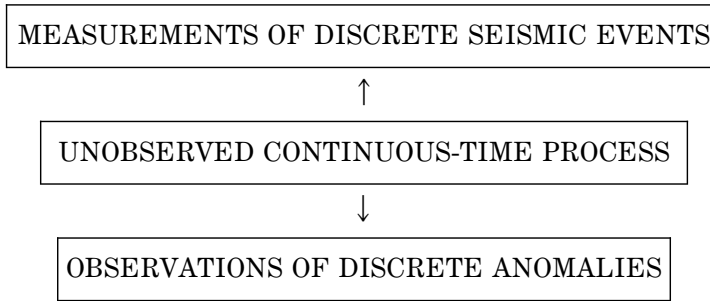 MEASUREMENTS OF DISCRETE SEISMIC EVENTS
↑
UNOBSERVED CONTINUOUS-TIME PROCESS
↓
OBSERVATIONS OF DISCRETE ANOMALIES